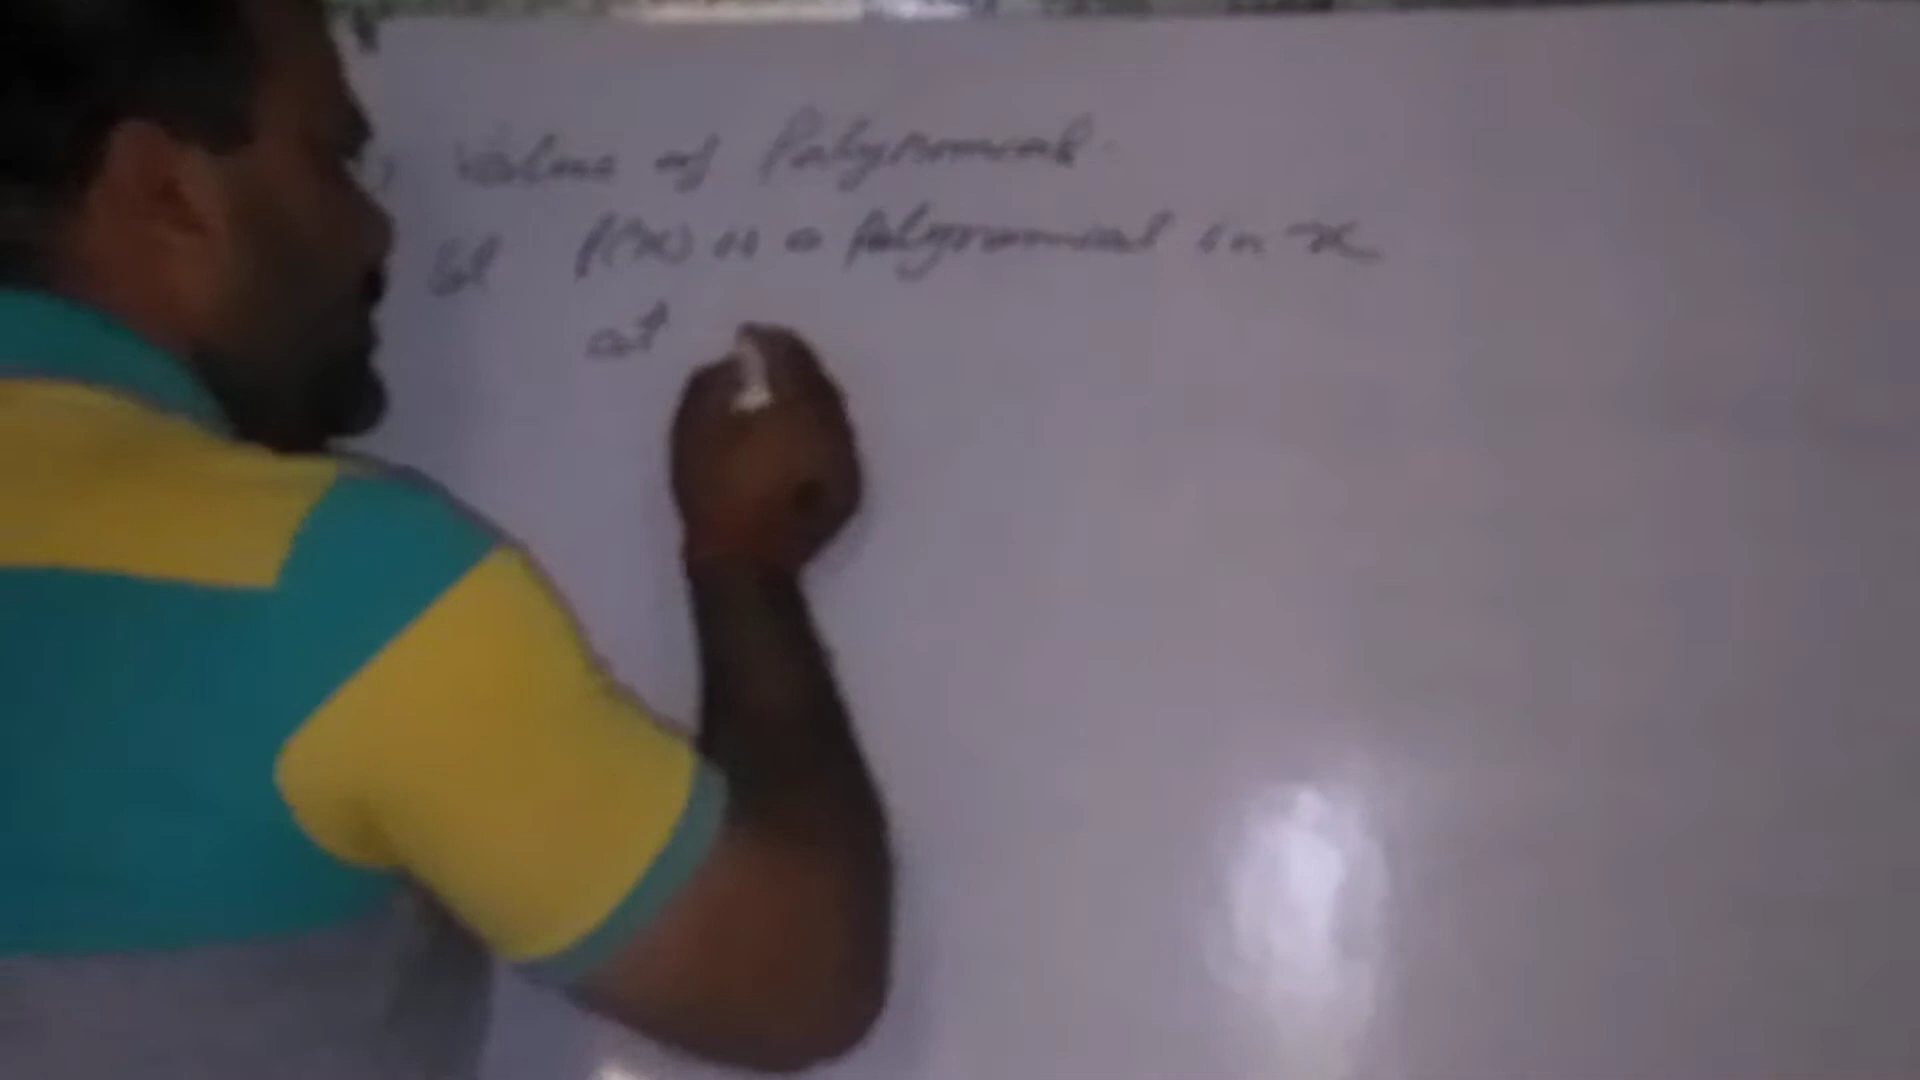 Value of Polynomial.
let f(x) is a Polynomial in x
at